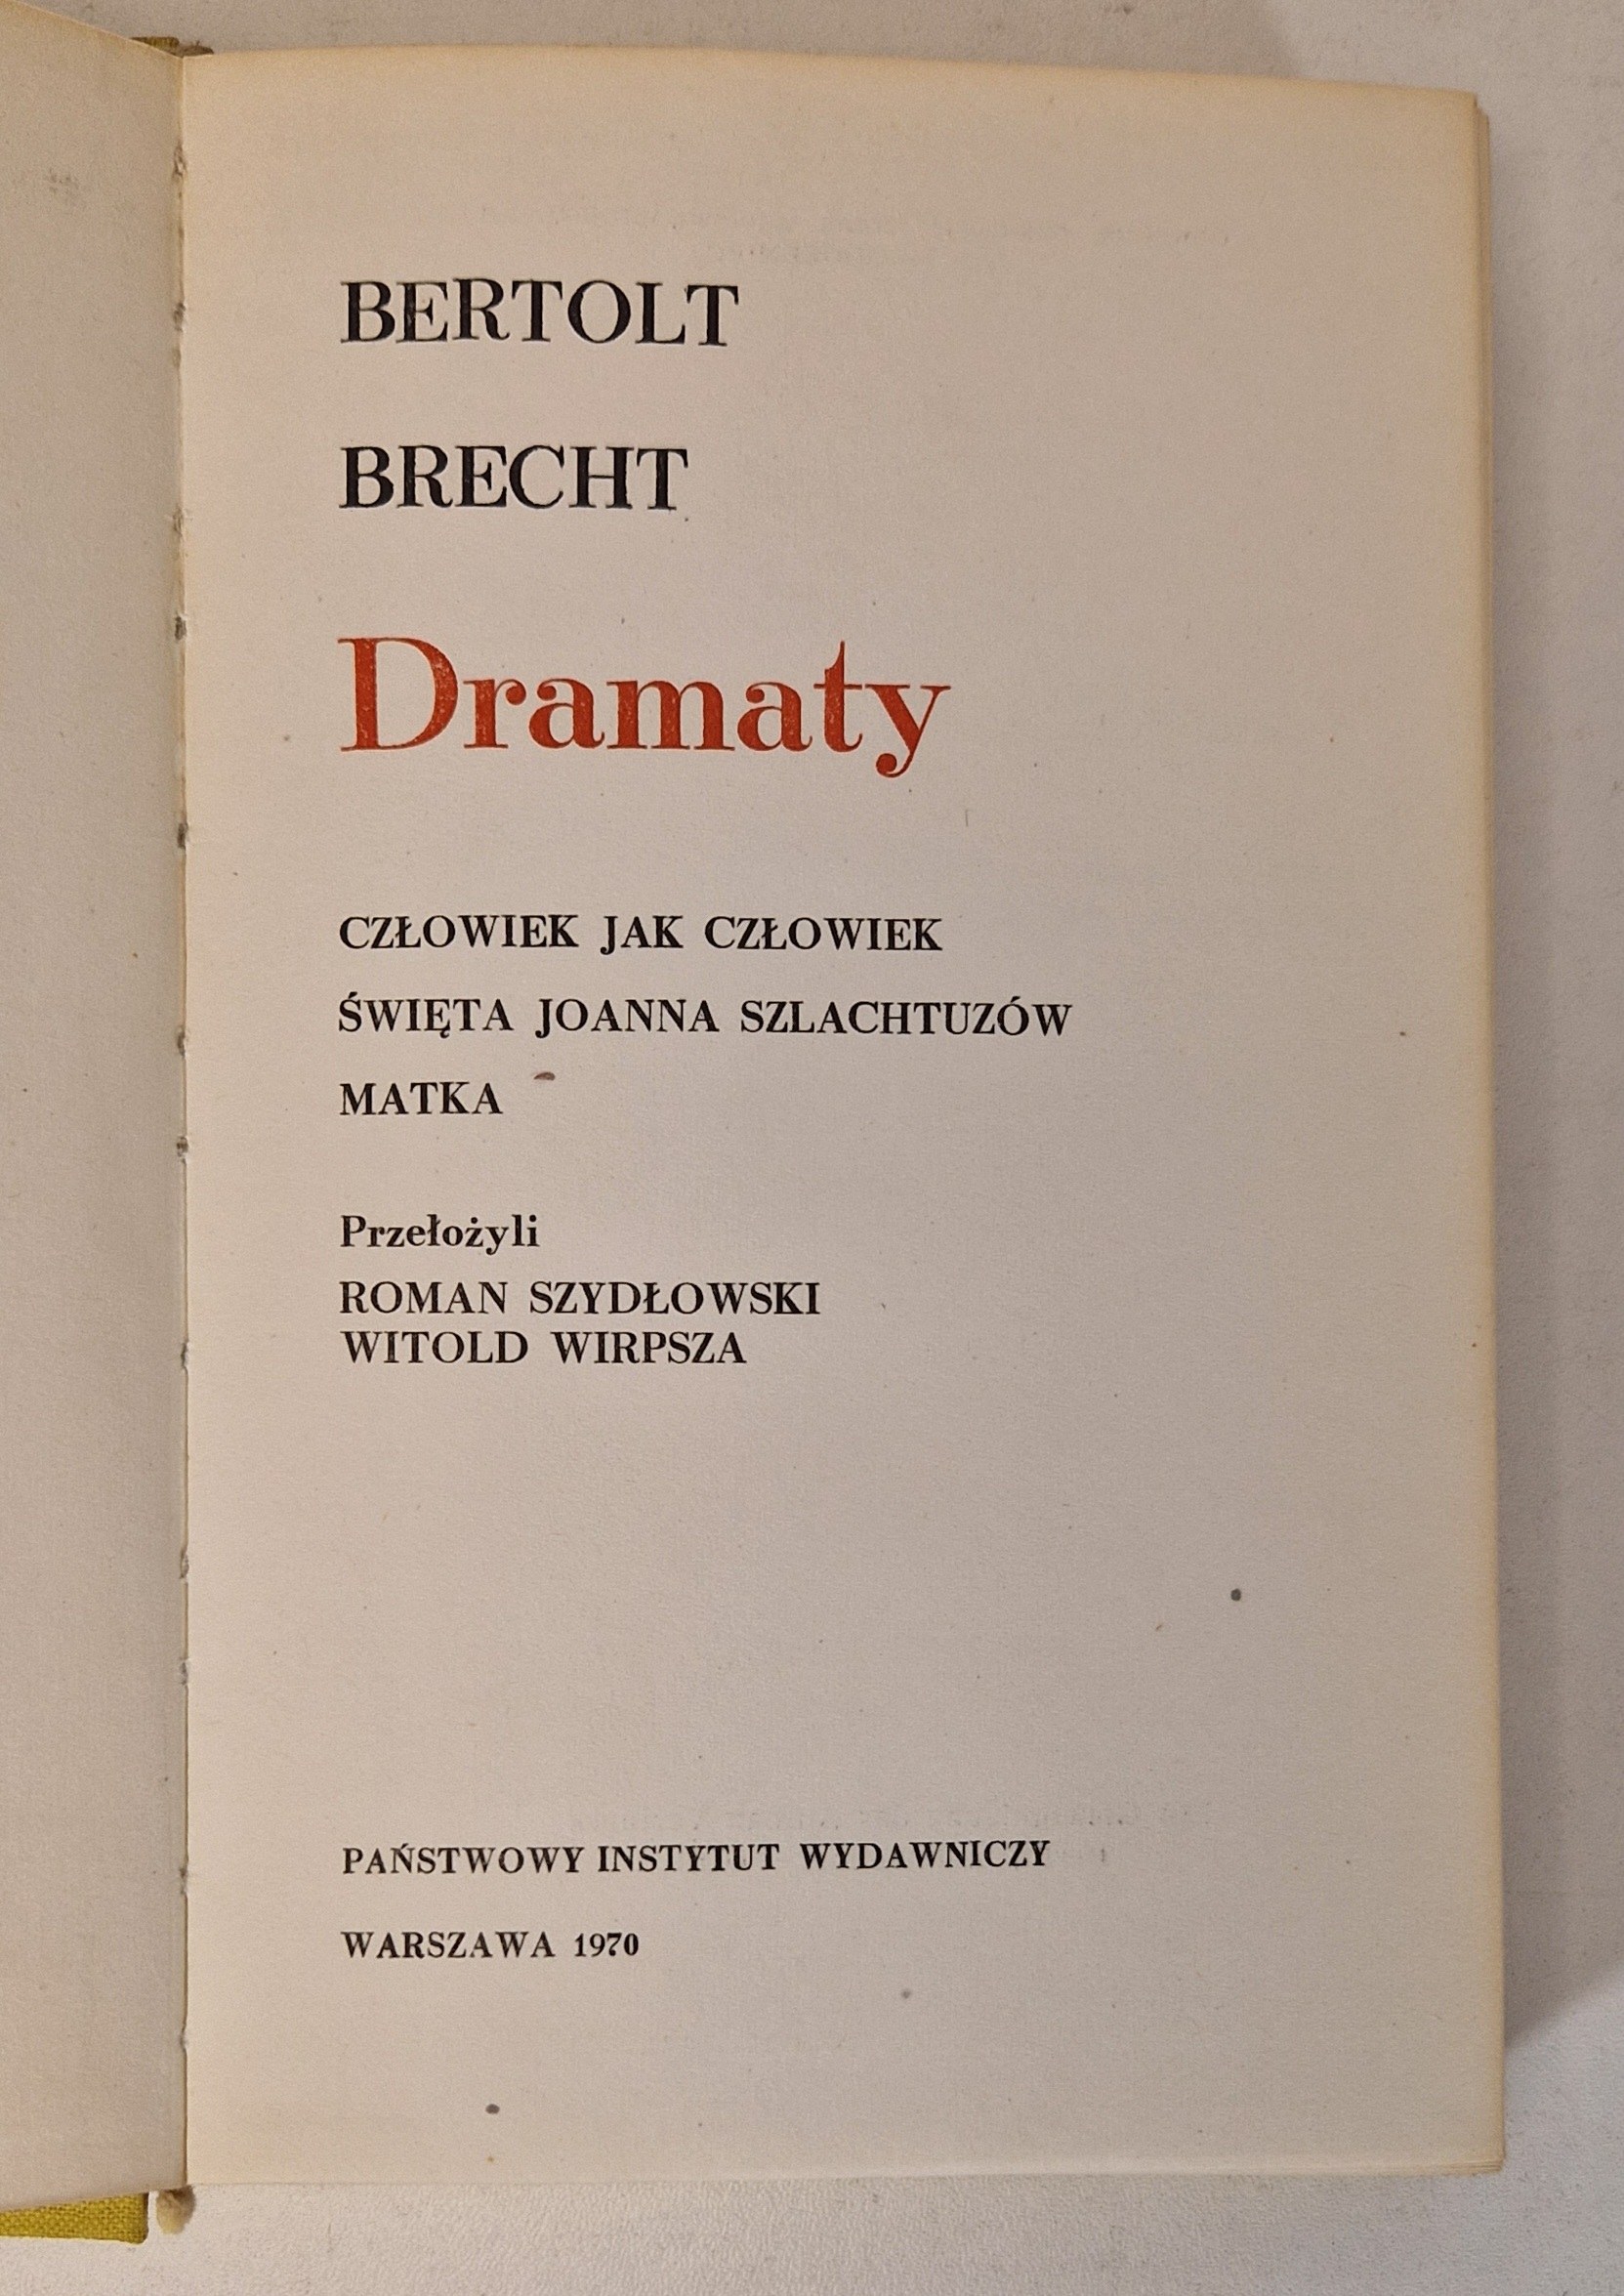 BERTOLT
BRECHT
Dramaty
CZŁOWIEK JAK CZŁOWIEK
ŚWIĘTA JOANNA SZLACHTUZÓW
MATKA
Przełożyli
ROMAN SZYDŁOWSKI
WITOLD WIRPSZA
PAŃSTWOWY INSTYTUT WYDAWNICZY
WARSZAWA 1970